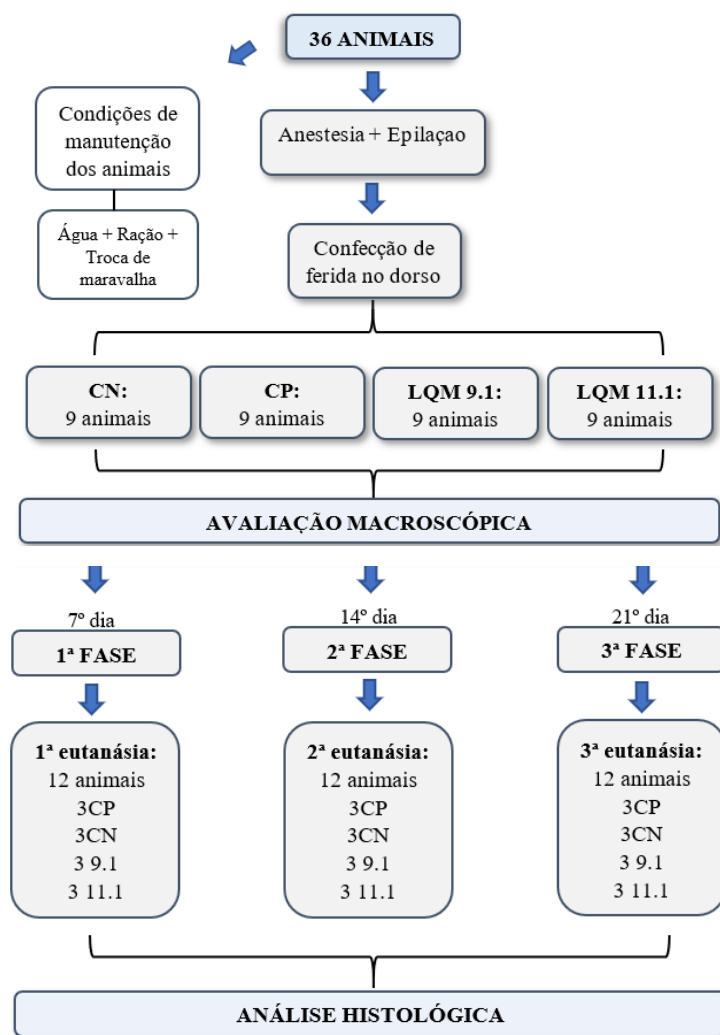 36 ANIMAIS
Condições de
manutenção
dos animais
Água + Ração +
Troca de
maravalha
Anestesia + Epilaçao
Confecção de
ferida no dorso
CN:
9 animais
CP:
9 animais
LQM 9.1:
9 animais
LQM 11.1:
9 animais
AVALIAÇÃO MACROSCÓPICA
7º dia
1ª FASE
1ª eutanásia:
12 animais
3CP
3CN
3 9.1
3 11.1
14º dia
2ª FASE
2ª eutanásia:
12 animais
3CP
3CN
3 9.1
3 11.1
21º dia
3ª FASE
3ª eutanásia:
12 animais
3CP
3CN
3 9.1
3 11.1
ANÁLISE HISTOLÓGICA